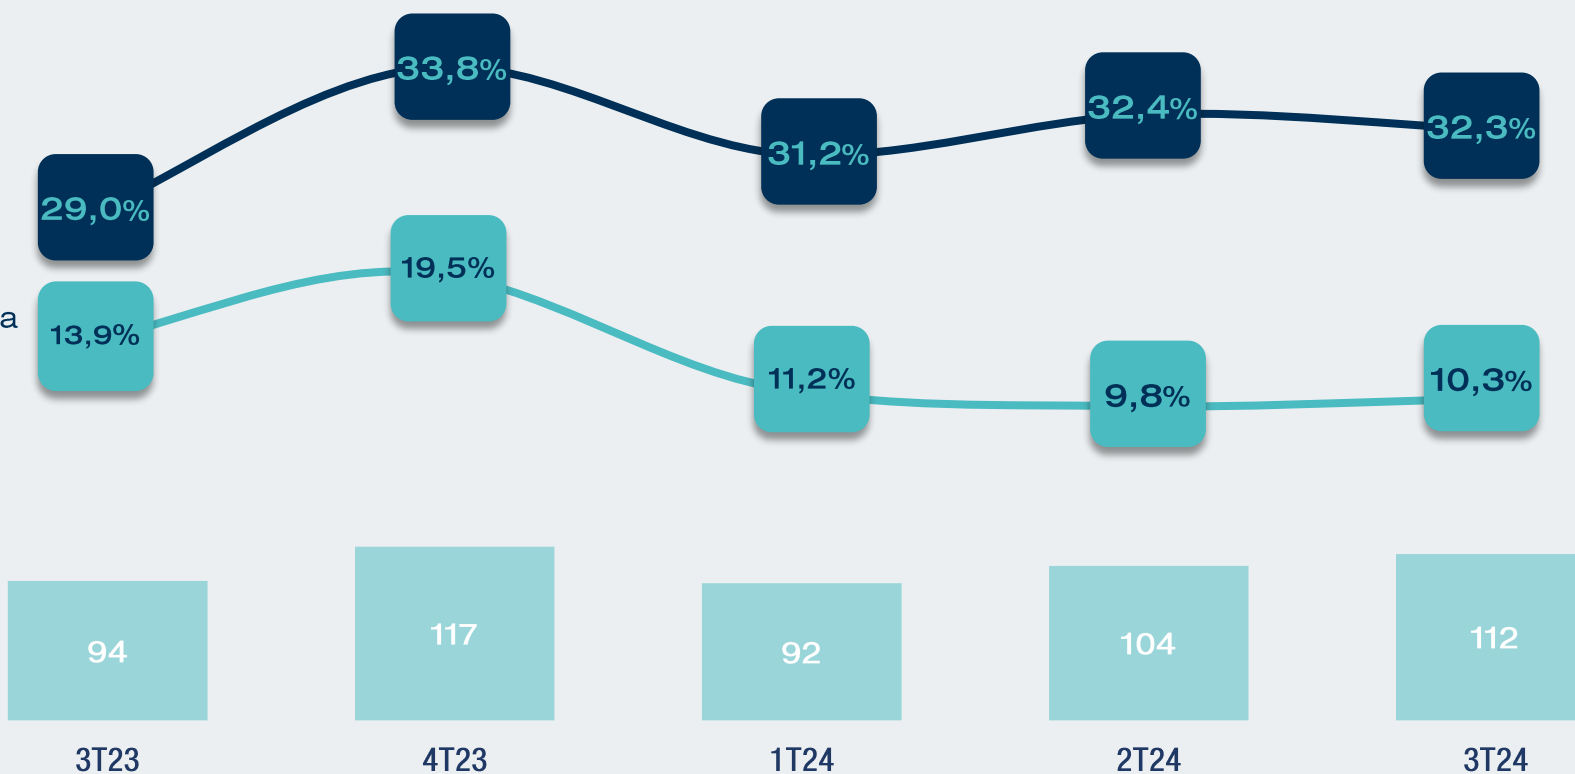 29,0% 33,8% 31,2% 32,4% 32,3%
a 13,9% 19,5% 11,2% 9,8% 10,3%
94 117 92 104 112
3T23 4T23 1T24 2T24 3T24